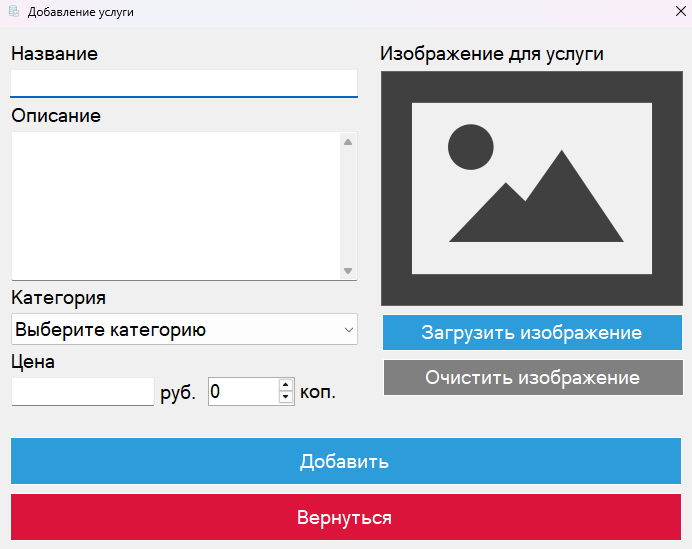 Добавление услуги
Название
Описание
Категория
Выберите категорию
Цена
руб. 0 коп.
Изображение для услуги
Загрузить изображение
Очистить изображение
Добавить
Вернуться